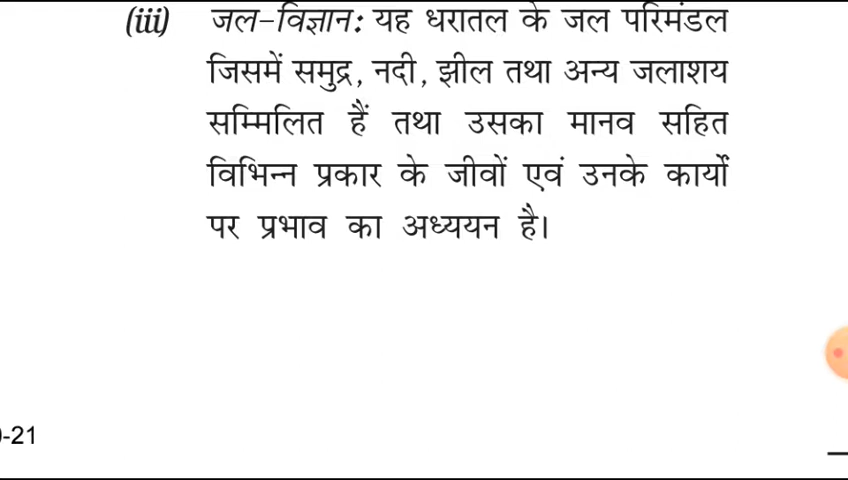 (iii) जल-विज्ञान: यह धरातल के जल परिमंडल
जिसमें समुद्र, नदी, झील तथा अन्य जलाशय
सम्मिलित हैं तथा उसका मानव सहित
विभिन्न प्रकार के जीवों एवं उनके कार्यों
पर प्रभाव का अध्ययन है।
-21